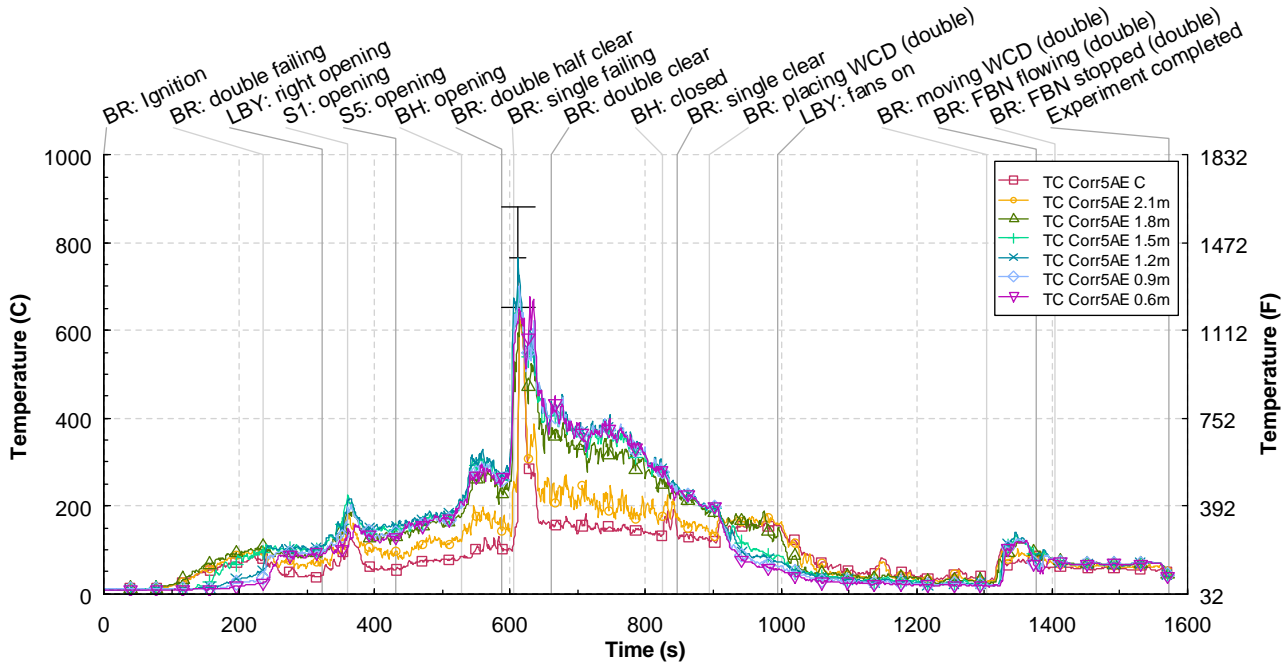 BR: Ignition
BR: double failing
LBY: right opening
S1: opening
S5: opening
BH: opening
BR: double half clear
BR: single failing
BR: double clear
BH: closed
BR: single clear
BR: placing WCD (double)
LBY: fans on
BR: moving WCD (double)
BR: FBN flowing (double)
BR: FBN stopped (double)
Experiment completed
1000
800
600
400
200
0
Temperature (C)
1832
1472
1112
752
392
32
Temperature (F)
TC Corr5AE C
TC Corr5AE 2.1m
TC Corr5AE 1.8m
TC Corr5AE 1.5m
TC Corr5AE 1.2m
TC Corr5AE 0.9m
TC Corr5AE 0.6m
0 200 400 600 800 1000 1200 1400 1600
Time (s)